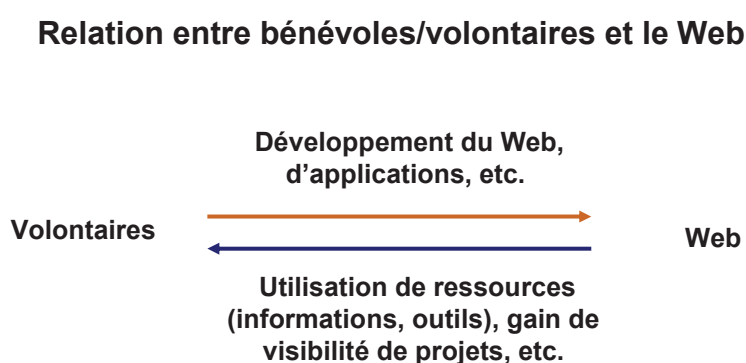 Relation entre bénévoles/volontaires et le Web
Développement du Web,
d’applications, etc.
Volontaires
Web
Utilisation de ressources
(informations, outils), gain de
visibilité de projets, etc.